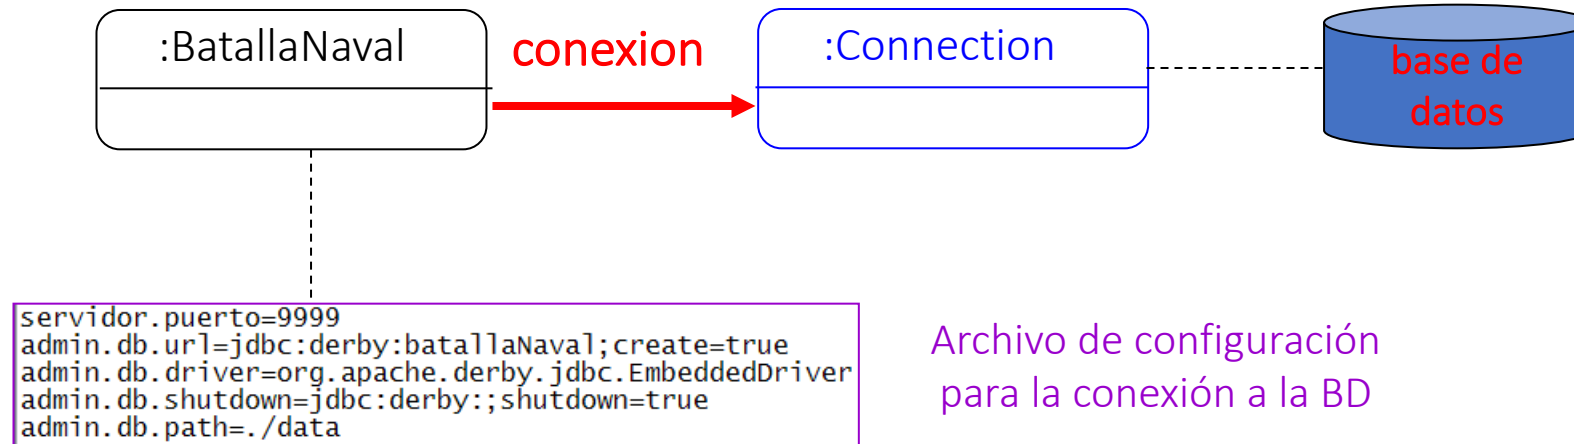 :BatallaNaval
conexion
:Connection
base de
datos
servidor.puerto=9999
admin.db.url=jdbc:derby:batallaNaval;create=true
admin.db.driver=org.apache.derby.jdbc.EmbeddedDriver
admin.db.shutdown=jdbc:derby:;shutdown=true
admin.db.path=./data
Archivo de configuración
para la conexión a la BD